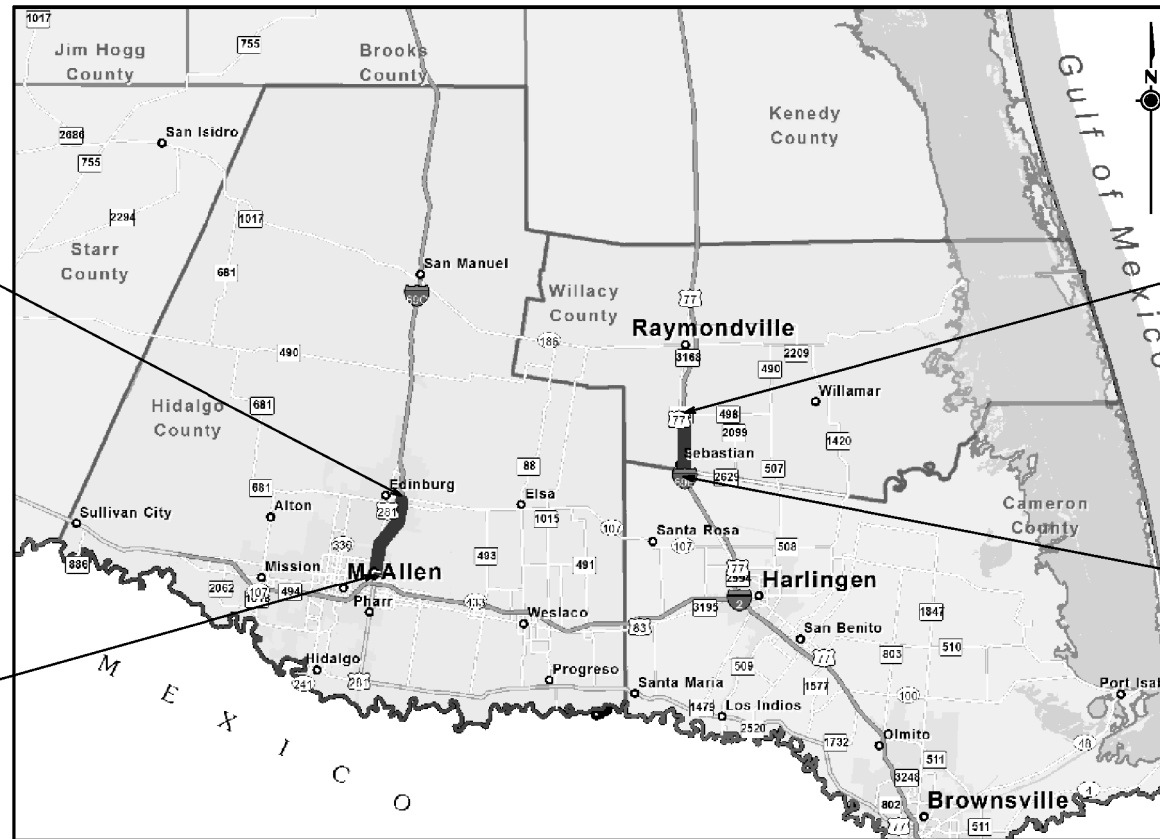 1017
Jim Hogg
County
755
Brooks
County
Kenedy
County
Gulf of Mexico
N
2686
San Isidro
755
2294
1017
Starr
County
681
San Manuel
Willacy
County
77
Raymondville
186
3168
2209
490
490
Willamar
Hidalgo
County
681
77
498
2099
1420
Sebastian
88
507
2629
681
Edinburg
281
Elsa
1015
Alton
Sullivan City
107
Santa Rosa
107
508
Cameron
County
336
493
491
886
Mission
McAllen
77
Harlingen
2062
107
494
Pharr
Weslaco
3195
2
1847
83
San Benito
803
510
Hidalgo
241
281
Progreso
Santa Maria
509
77
1577
100
Port Isab
1479
Los Indios
2520
1732
Olmito
48
511
3248
802
Brownsville
4
77
511
MEXICO